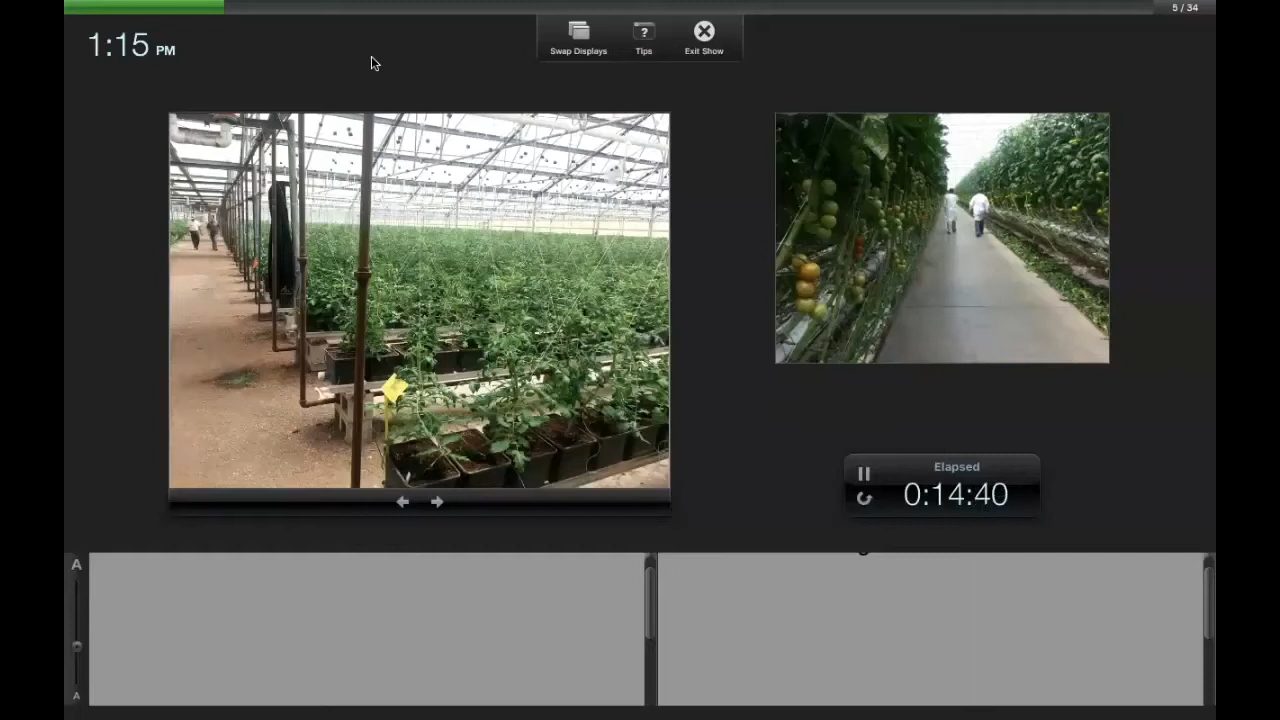 5 / 34
1:15 PM
Swap Displays
Tips
Exit Show
Elapsed
0:14:40
A
A